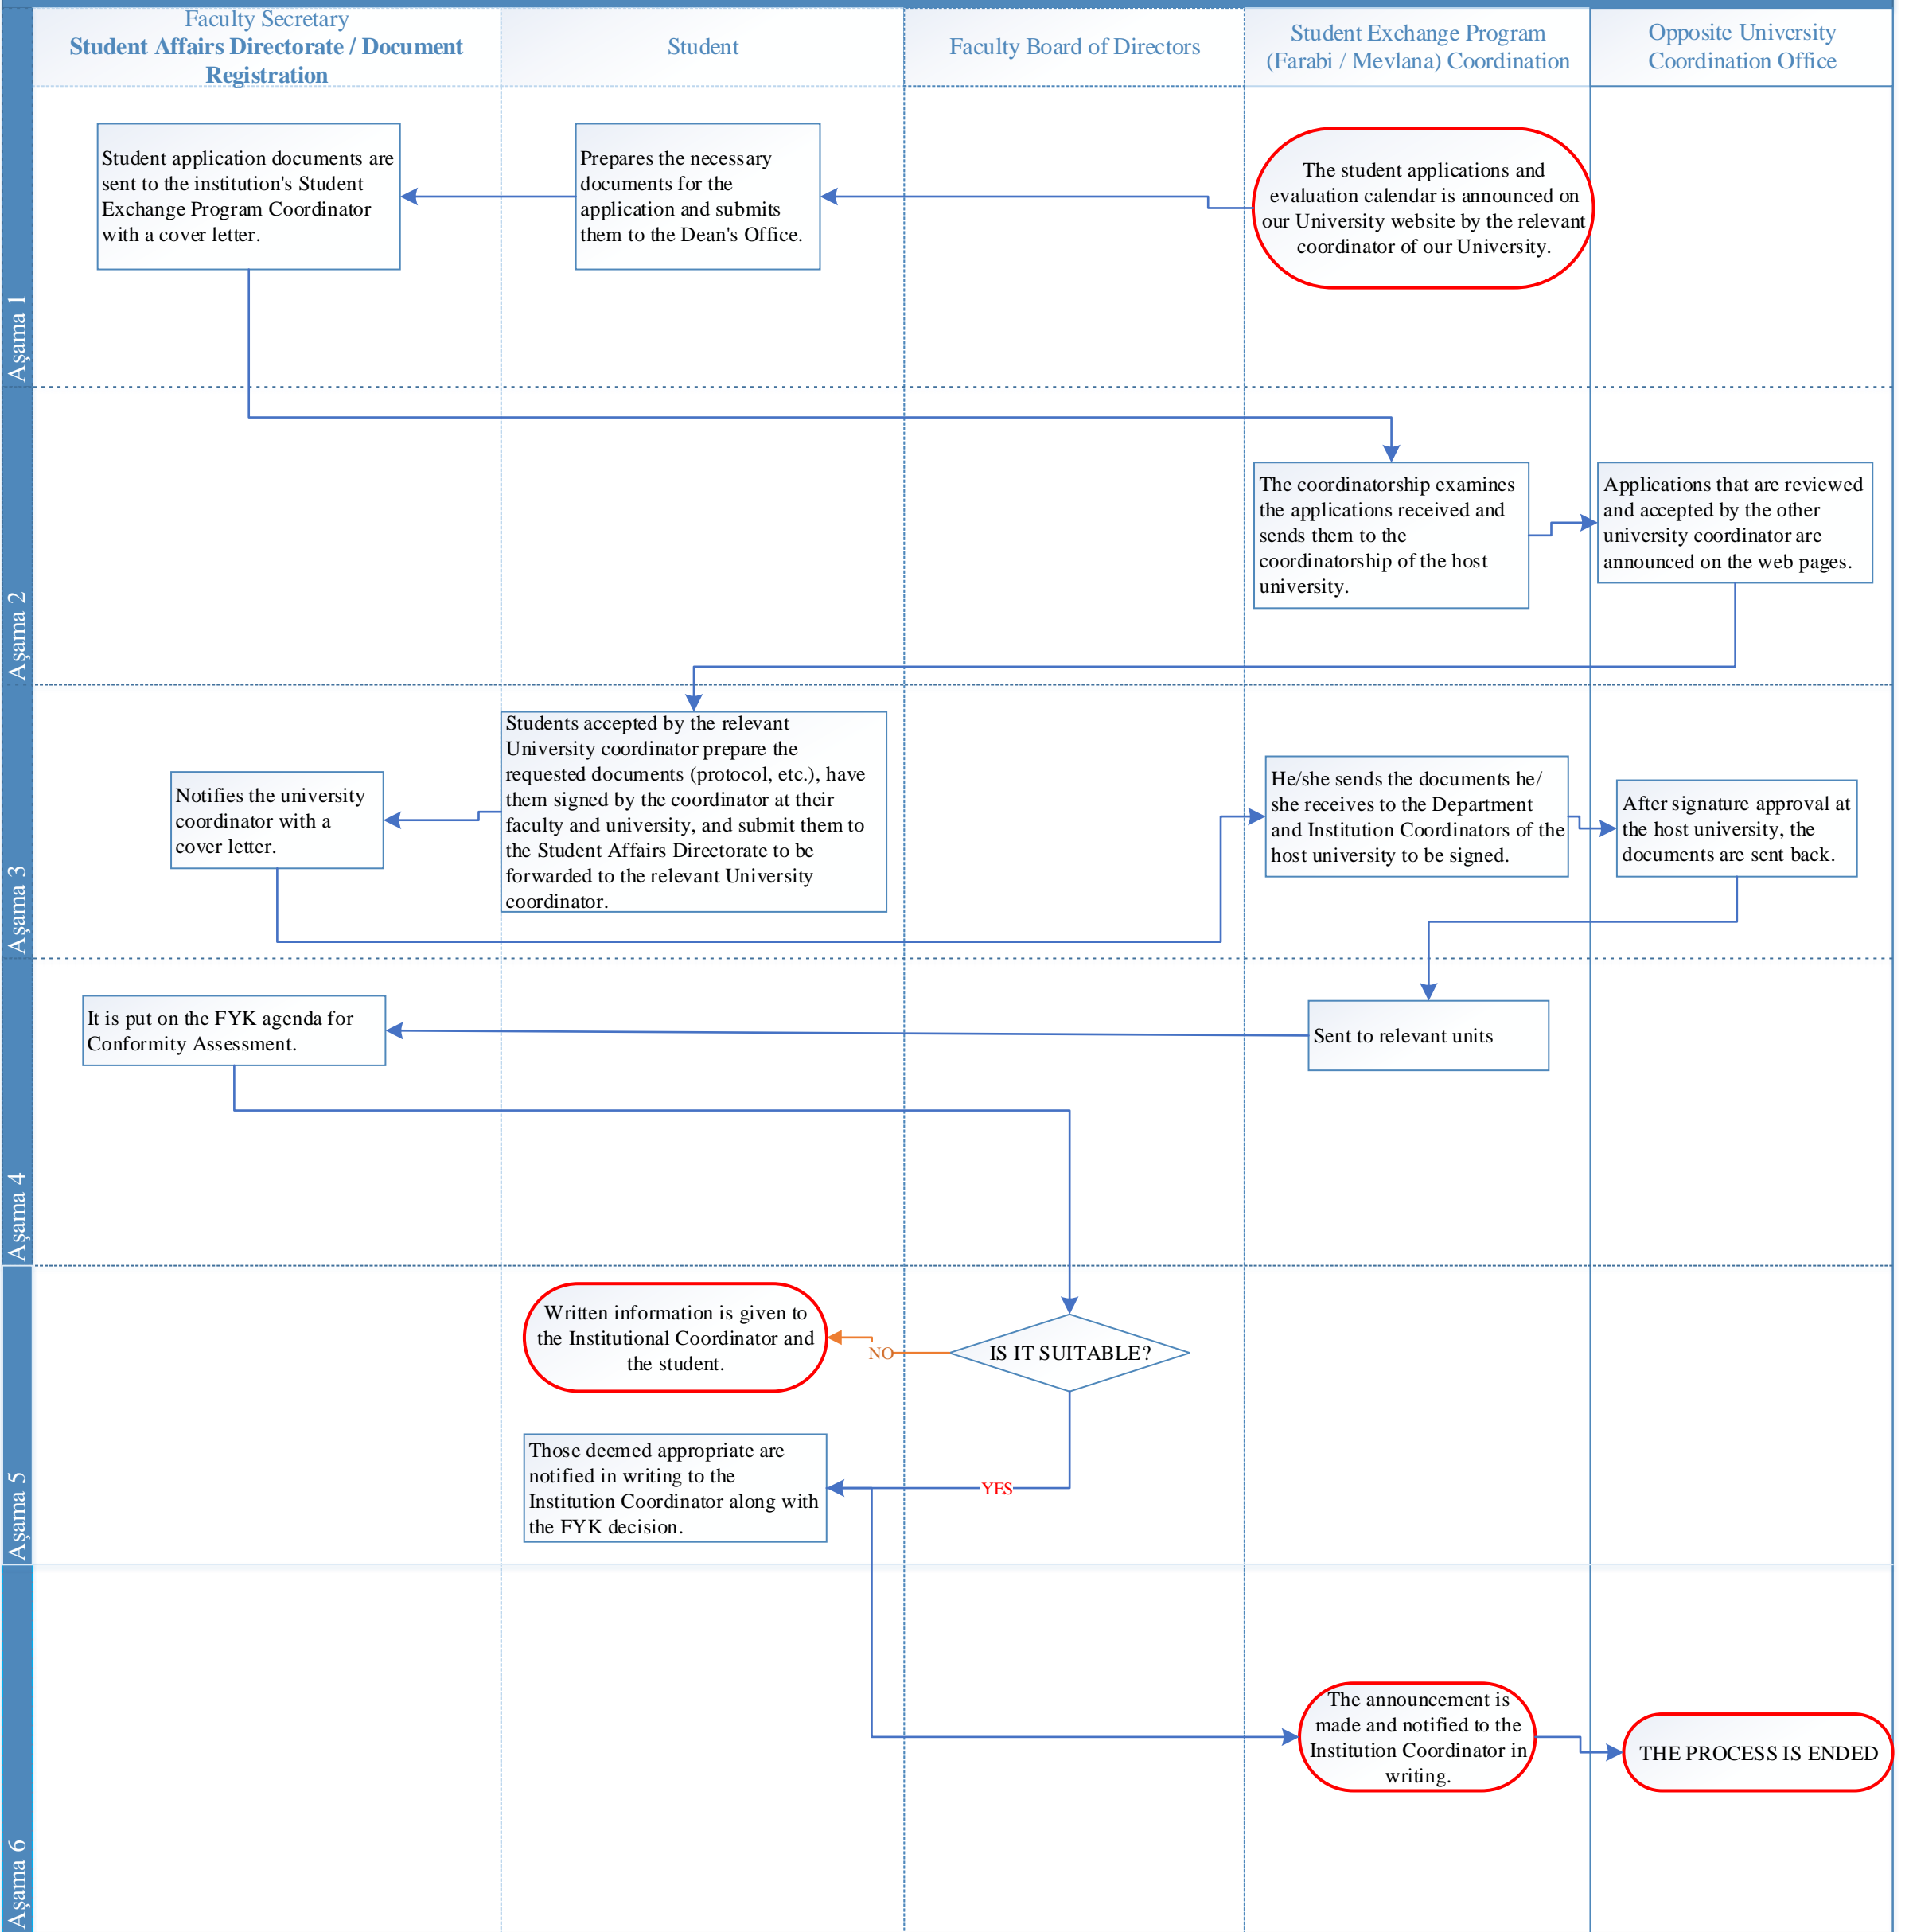 Faculty Secretary
Student Affairs Directorate / Document
Registration
Student
Faculty Board of Directors
Student Exchange Program
(Farabi / Mevlana) Coordination
Opposite University
Coordination Office
Aşama 1
Student application documents are
sent to the institution's Student
Exchange Program Coordinator
with a cover letter.
Prepares the necessary
documents for the
application and submits
them to the Dean's Office.
The student applications and
evaluation calendar is announced on
our University website by the relevant
coordinator of our University.
Aşama 2
The coordinatorship examines
the applications received and
sends them to the
coordinatorship of the host
university.
Applications that are reviewed
and accepted by the other
university coordinator are
announced on the web pages.
Aşama 3
Notifies the university
coordinator with a
cover letter.
Students accepted by the relevant
University coordinator prepare the
requested documents (protocol, etc.), have
them signed by the coordinator at their
faculty and university, and submit them to
the Student Affairs Directorate to be
forwarded to the relevant University
coordinator.
He/she sends the documents he/
she receives to the Department
and Institution Coordinators of the
host university to be signed.
After signature approval at
the host university, the
documents are sent back.
Aşama 4
It is put on the FYK agenda for
Conformity Assessment.
Sent to relevant units
Aşama 5
Written information is given to
the Institutional Coordinator and
the student.
NO
IS IT SUITABLE?
Those deemed appropriate are
notified in writing to the
Institution Coordinator along with
the FYK decision.
YES
Aşama 6
The announcement is
made and notified to the
Institution Coordinator in
writing.
THE PROCESS IS ENDED